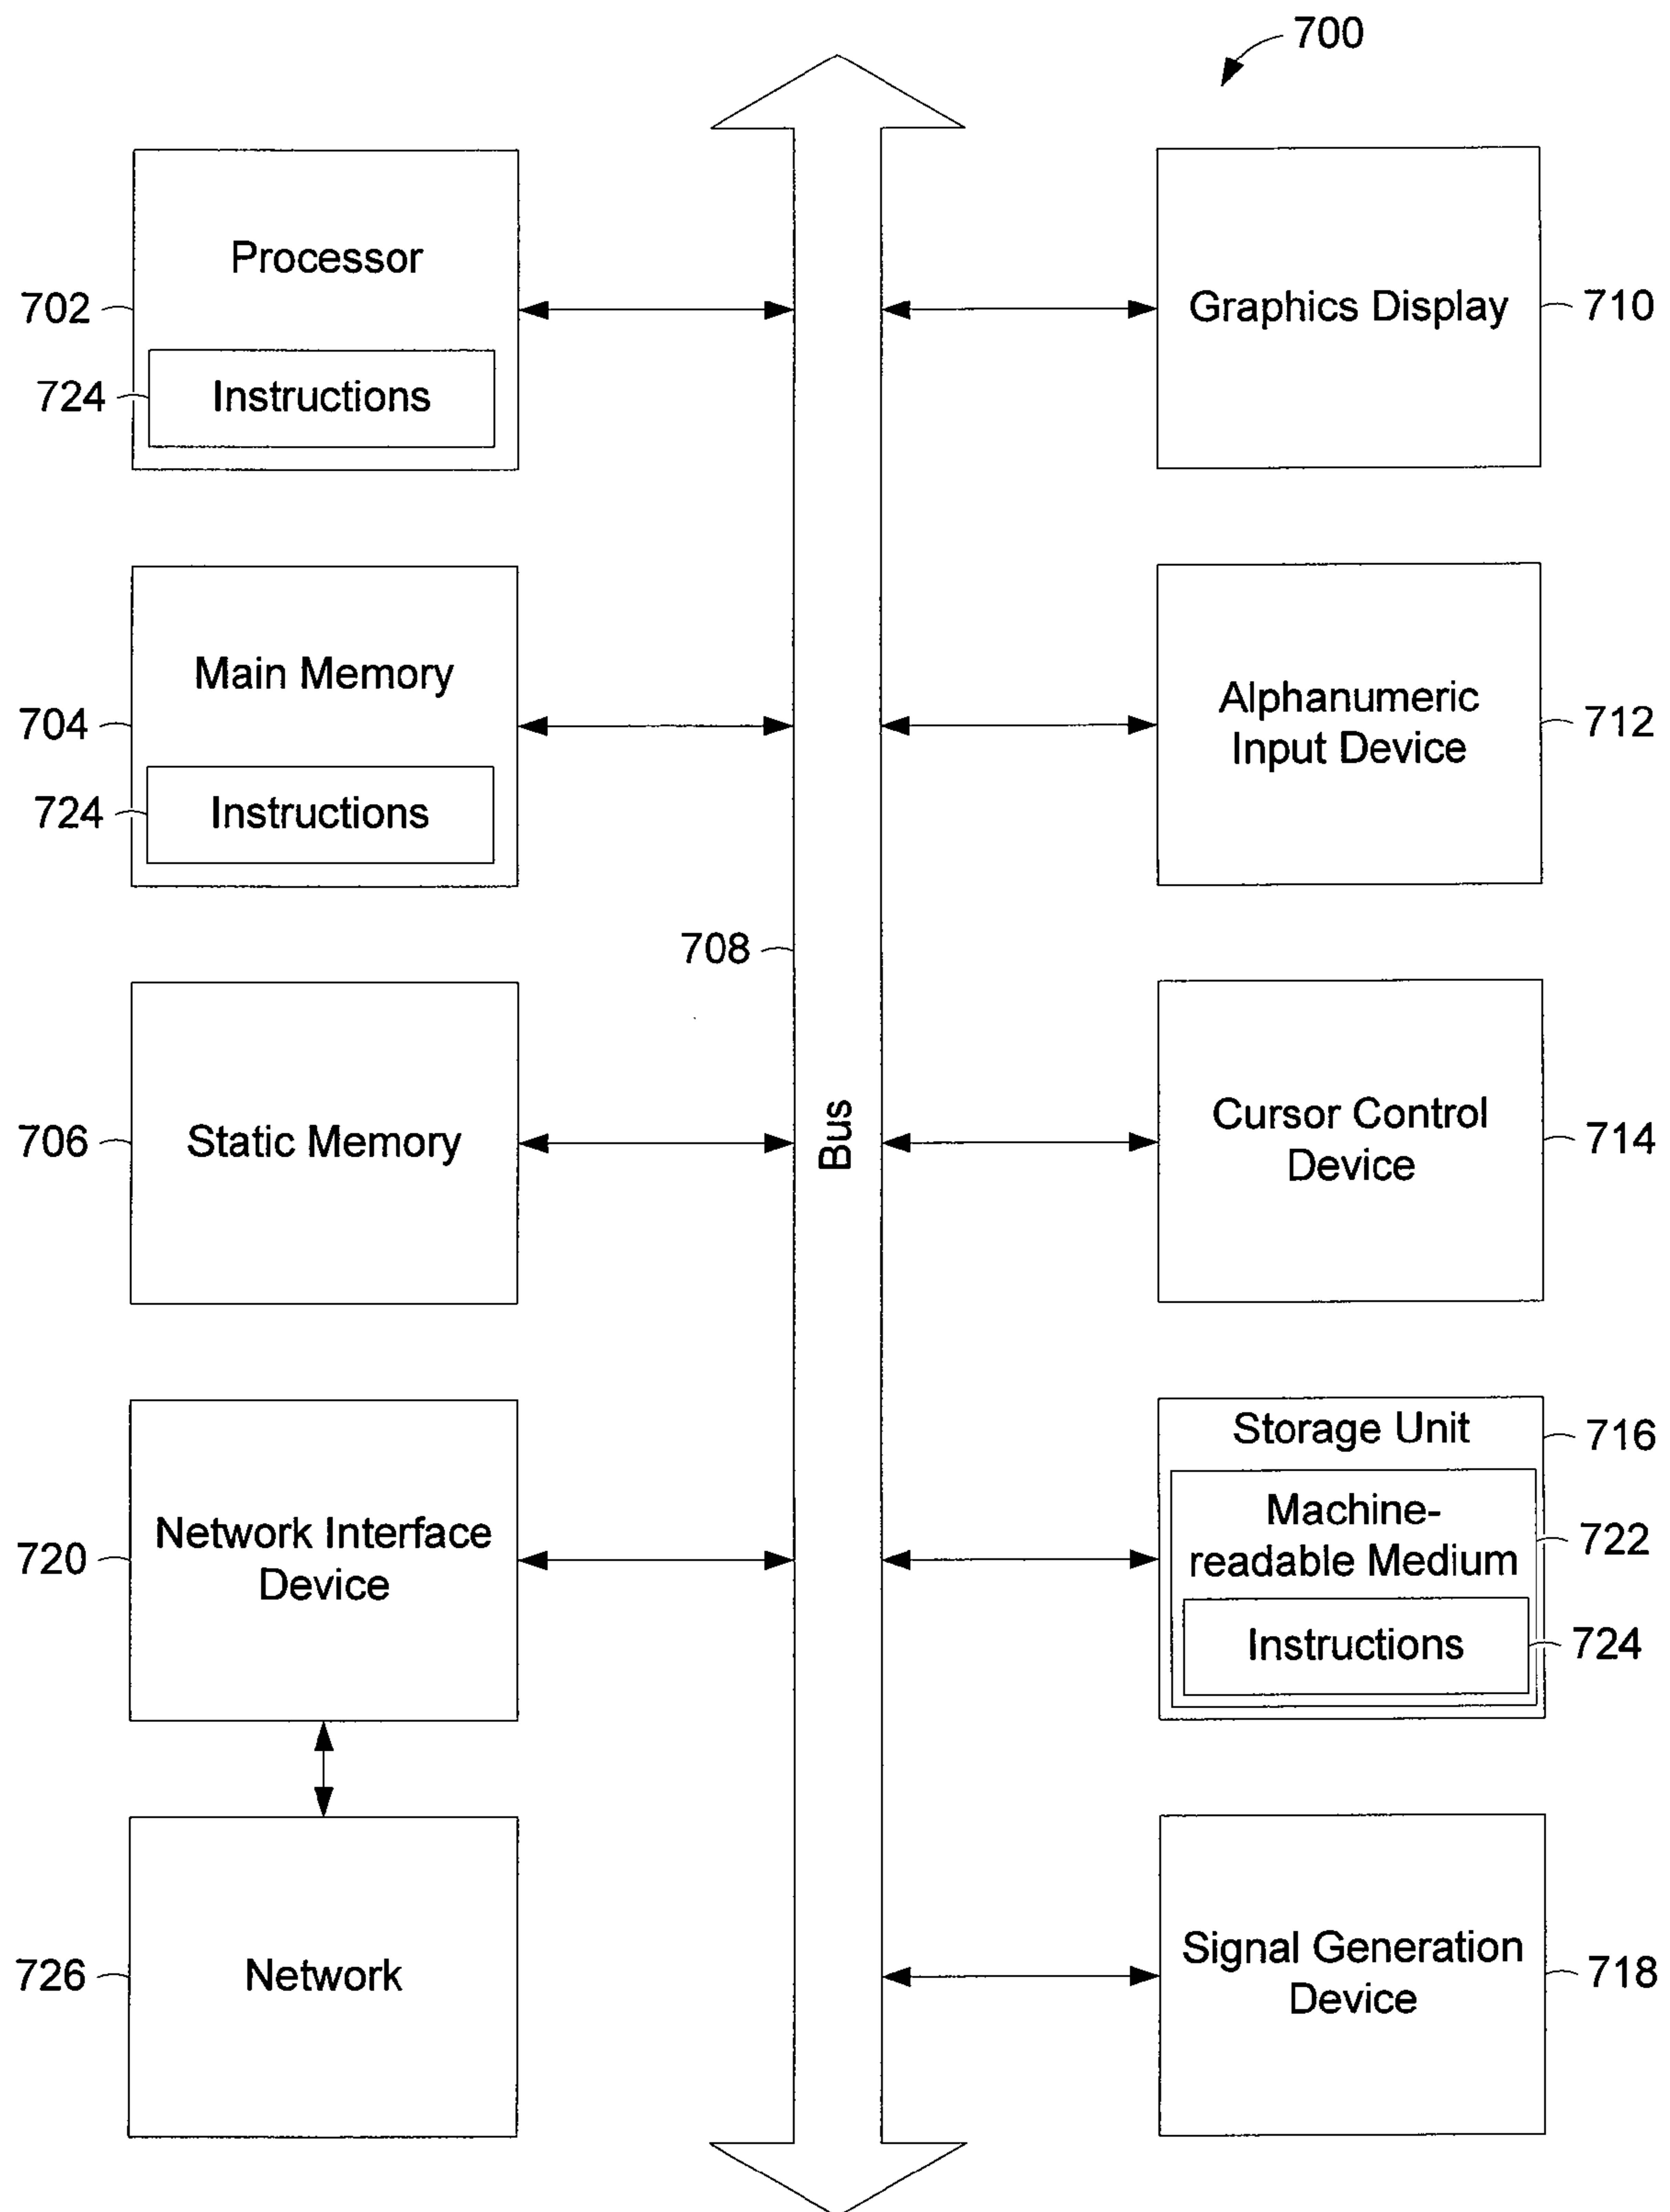 700
Processor
702
724
Instructions
Graphics Display
710
Main Memory
704
724
Instructions
Alphanumeric
Input Device
712
708
Bus
706
Static Memory
Cursor Control
Device
714
720
Network Interface
Device
Storage Unit
716
Machine-
readable Medium
722
Instructions
724
726
Network
Signal Generation
Device
718